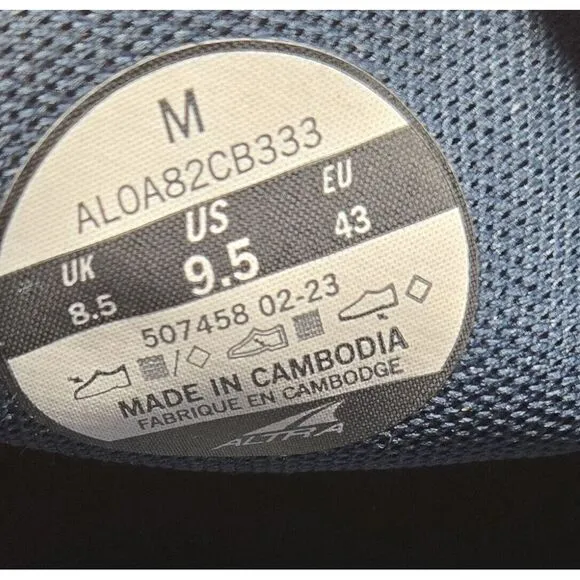 M
AL0A82CB333
UK US EU
8.5 9.5 43
507458 02-23
MADE IN CAMBODIA
FABRIQUE EN CAMBODGE
ALTRA